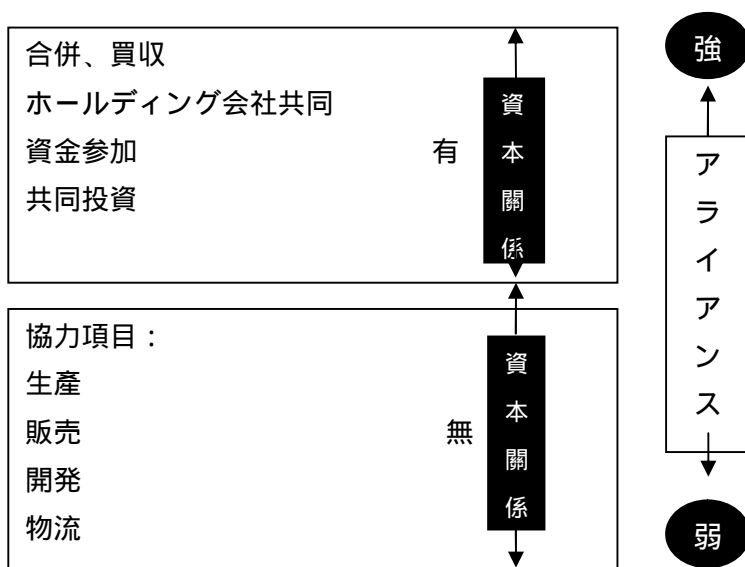 合併、買収
ホールディング会社共同
資金参加
共同投資
有
資本關係
協力項目：
生產
販売
開発
物流
無
資本關係
強
アライアンス
弱